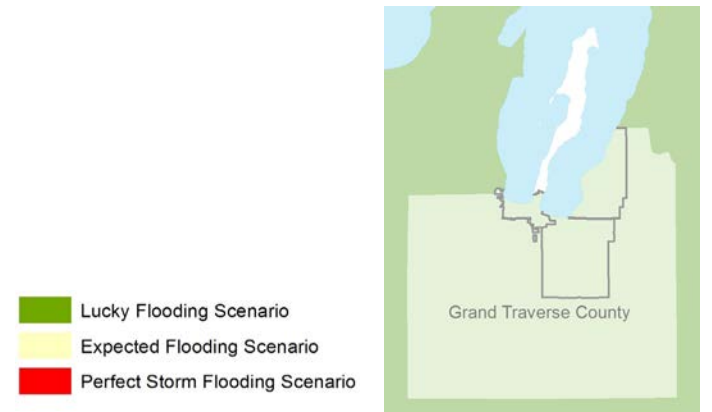 Lucky Flooding Scenario
Expected Flooding Scenario
Perfect Storm Flooding Scenario
Grand Traverse County